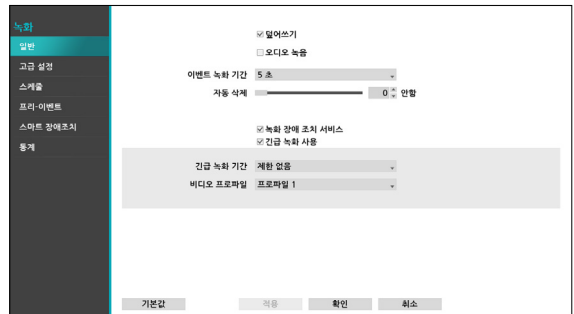 녹화
일반
고급 설정
스케줄
프리-이벤트
스마트 장애조치
통계
덮어쓰기
오디오 녹음
이벤트 녹화 기간 5 초
자동 삭제 0 안함
녹화 장애 조치 서비스
긴급 녹화 사용
긴급 녹화 기간 제한 없음
비디오 프로파일 프로파일 1
기본값 적용 확인 취소